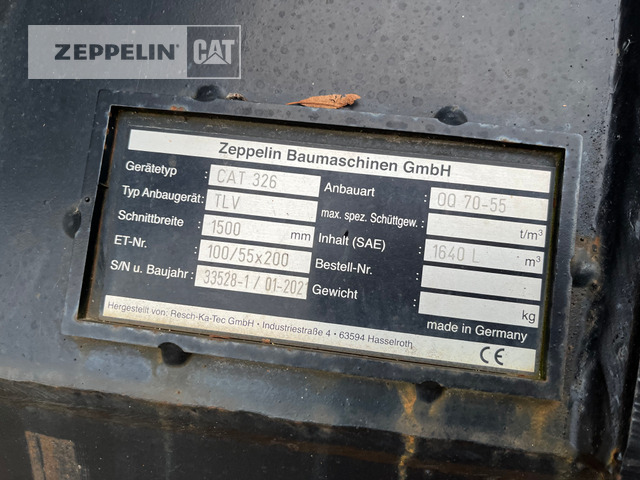 ZEPPELIN CAT
Zeppelin Baumaschinen GmbH
Gerätetyp : CAT 326 Anbauart : OQ 70-55
Typ Anbaugerät: TLV max. spez. Schüttgew. : t/m³
Schnittbreite : 1500 mm Inhalt (SAE) : 1640 L m³
ET-Nr. : 100/55x200 Bestell-Nr. :
S/N u. Baujahr : 33528-1 / 01-2021 Gewicht : kg
made in Germany
Hergestellt von: Resch-Ka-Tec GmbH • Industriestraße 4 • 63594 Hasselroth
CE